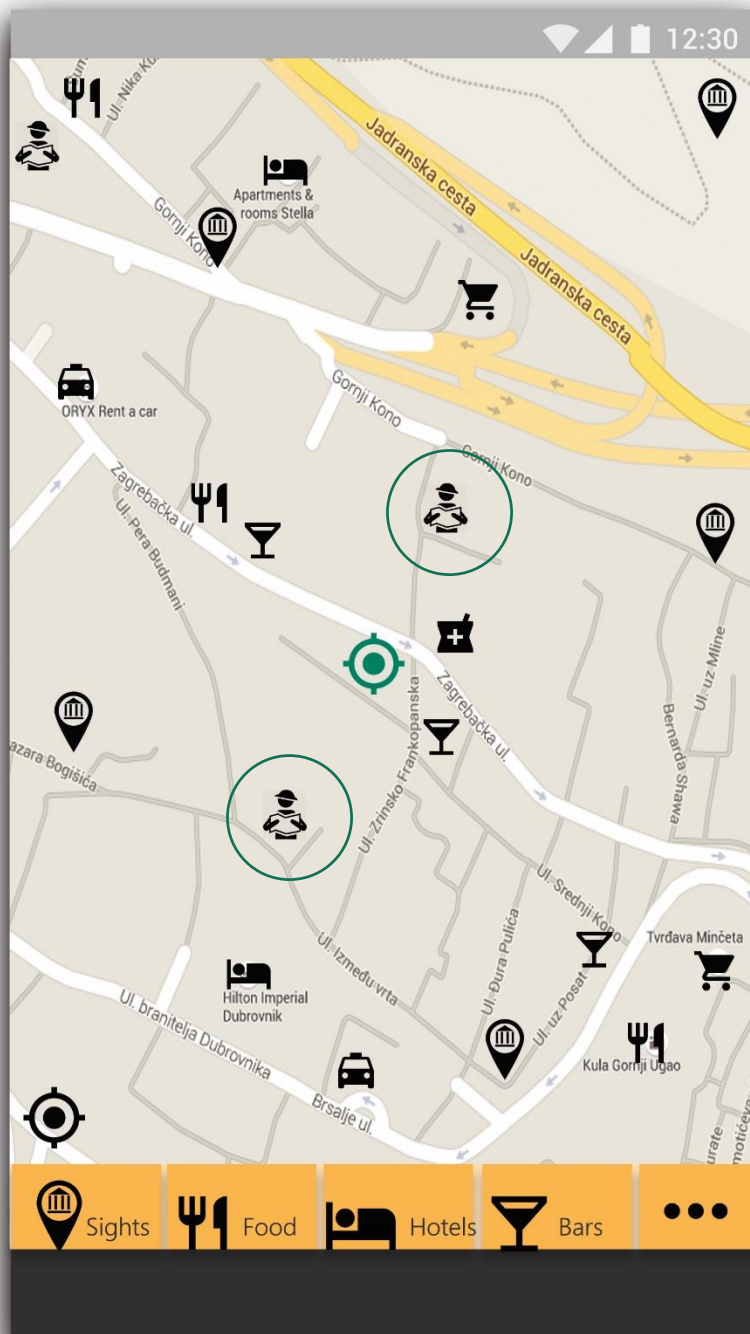 12:30
Ul. Nika Ku
Jadranska cesta
Apartments &
rooms Stella
Gornji Kono
Jadranska cesta
Gornji Kono
ORYX Rent a car
Gornji Kono
Zagrebačka ul.
Ul. Pera Budmani
Ul. uz Mline
Zagrebačka ul.
Bernarda Shawa
azara Bogišića
Ul. Zrinsko Frankopanska
Ul. Srednji Kono
Ul. Đura Pulića
Tvrđava Minčeta
Ul. Između vrta
Hilton Imperial
Dubrovnik
Ul. uz Posat
Ul. branitelja Dubrovnika
Kula Gornji Ugao
Brsalje ul.
urate
motićeva
Sights
Food
Hotels
Bars